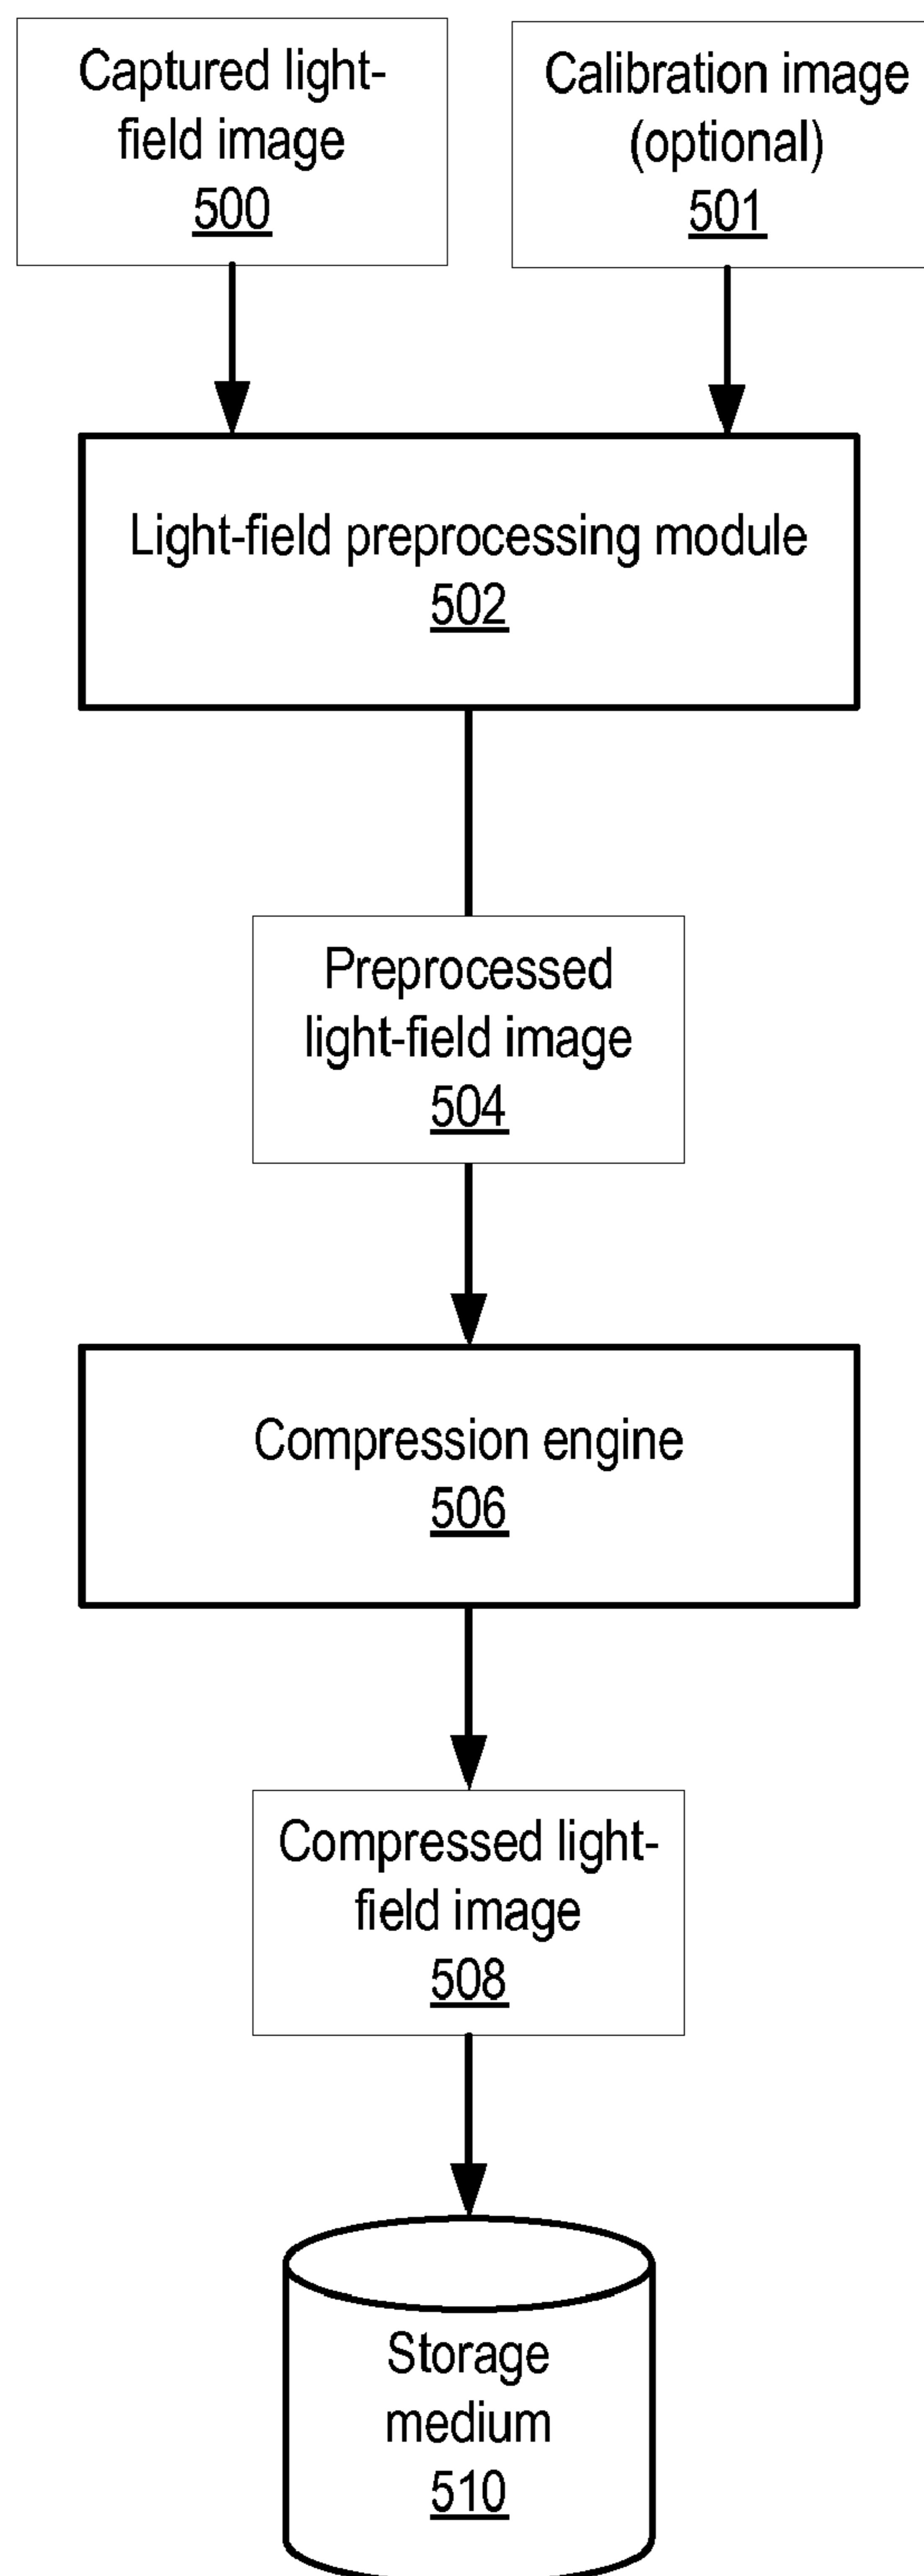 Captured light-
field image
500
Calibration image
(optional)
501
Light-field preprocessing module
502
Preprocessed
light-field image
504
Compression engine
506
Compressed light-
field image
508
Storage
medium
510